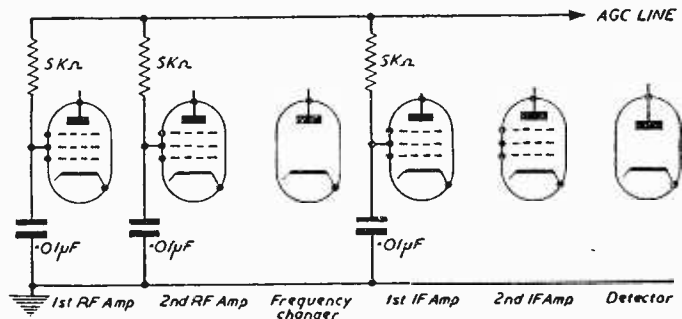 AGC LINE
5KΩ 5KΩ 5KΩ
·01μF ·01μF ·01μF
1st RF Amp 2nd RF Amp Frequency changer 1st IF Amp 2nd IF Amp Detector